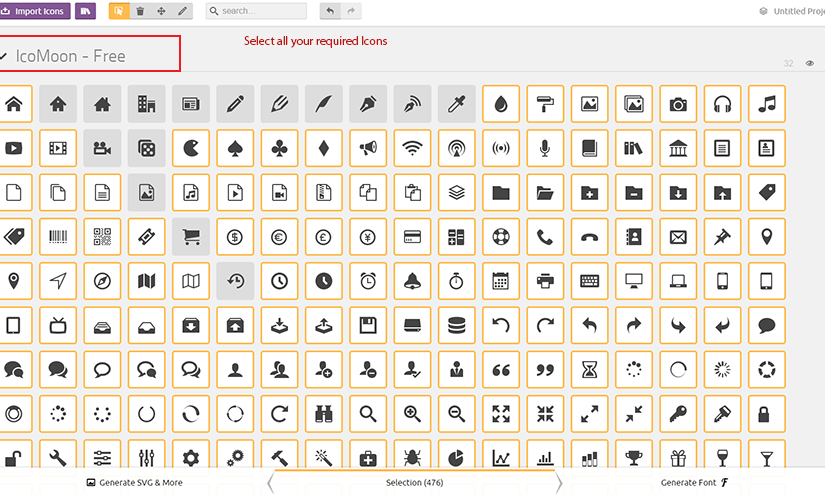 Import Icons
search...
Untitled Proje
IcoMoon - Free
Select all your required Icons
32
Generate SVG & More
Selection (476)
Generate Font